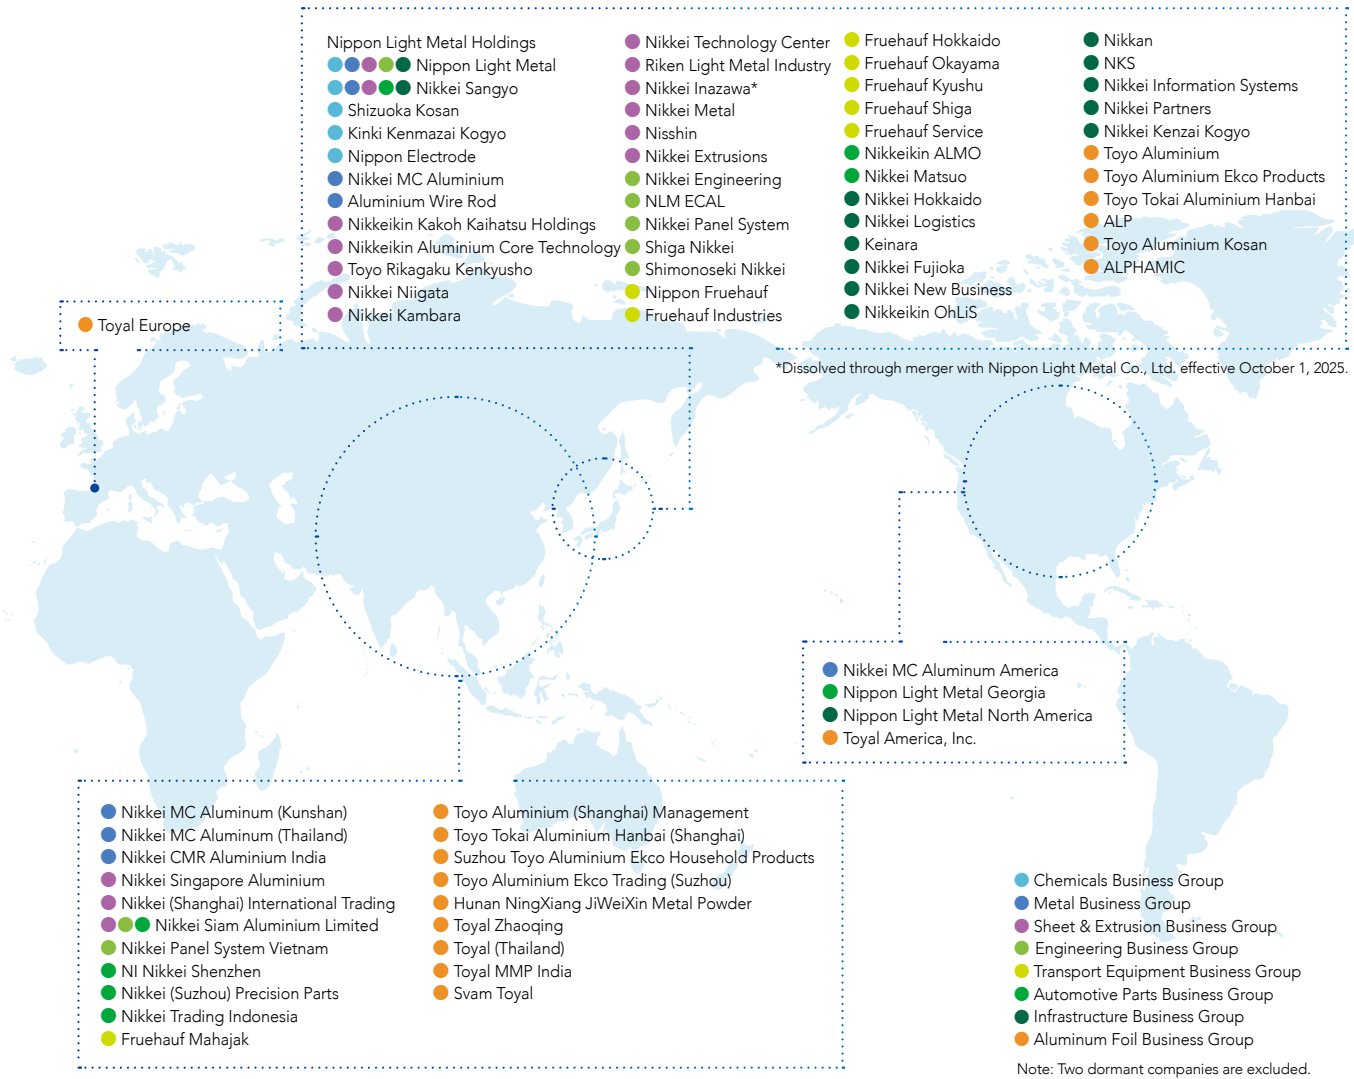 Nippon Light Metal Holdings
Nippon Light Metal
Nikkei Sangyo
Shizuoka Kosan
Kinki Kenmazai Kogyo
Nippon Electrode
Nikkei MC Aluminium
Aluminium Wire Rod
Nikkeikin Kakoh Kaihatsu Holdings
Nikkeikin Aluminium Core Technology
Toyo Rikagaku Kenkyusho
Nikkei Niigata
Nikkei Kambara
Nikkei Technology Center
Riken Light Metal Industry
Nikkei Inazawa*
Nikkei Metal
Nisshin
Nikkei Extrusions
Nikkei Engineering
NLM ECAL
Nikkei Panel System
Shiga Nikkei
Shimonoseki Nikkei
Nippon Fruehauf
Fruehauf Industries
Fruehauf Hokkaido
Fruehauf Okayama
Fruehauf Kyushu
Fruehauf Shiga
Fruehauf Service
Nikkeikin ALMO
Nikkei Matsuo
Nikkei Hokkaido
Nikkei Logistics
Keinara
Nikkei Fujioka
Nikkei New Business
Nikkeikin OhLiS
Nikkan
NKS
Nikkei Information Systems
Nikkei Partners
Nikkei Kenzai Kogyo
Toyo Aluminium
Toyo Aluminium Ekco Products
Toyo Tokai Aluminium Hanbai
ALP
Toyo Aluminium Kosan
ALPHAMIC
*Dissolved through merger with Nippon Light Metal Co., Ltd. effective October 1, 2025.
Toyal Europe
Nikkei MC Aluminum America
Nippon Light Metal Georgia
Nippon Light Metal North America
Toyal America, Inc.
Nikkei MC Aluminum (Kunshan)
Nikkei MC Aluminum (Thailand)
Nikkei CMR Aluminium India
Nikkei Singapore Aluminium
Nikkei (Shanghai) International Trading
Nikkei Siam Aluminium Limited
Nikkei Panel System Vietnam
NI Nikkei Shenzhen
Nikkei (Suzhou) Precision Parts
Nikkei Trading Indonesia
Fruehauf Mahajak
Toyo Aluminium (Shanghai) Management
Toyo Tokai Aluminium Hanbai (Shanghai)
Suzhou Toyo Aluminium Ekco Household Products
Toyo Aluminium Ekco Trading (Suzhou)
Hunan NingXiang JiWeiXin Metal Powder
Toyal Zhaoqing
Toyal (Thailand)
Toyal MMP India
Svam Toyal
Chemicals Business Group
Metal Business Group
Sheet & Extrusion Business Group
Engineering Business Group
Transport Equipment Business Group
Automotive Parts Business Group
Infrastructure Business Group
Aluminum Foil Business Group
Note: Two dormant companies are excluded.